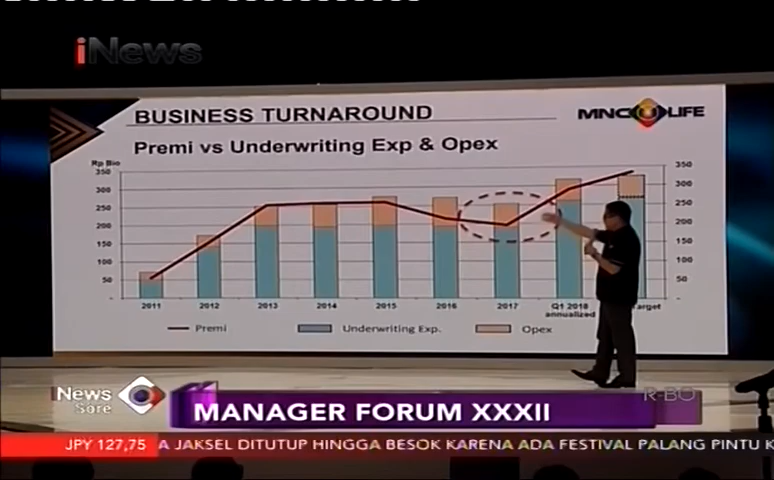 iNews
BUSINESS TURNAROUND
MNC LIFE
Premi vs Underwriting Exp & Opex
Rp Bio
350
300
250
200
150
100
50
-
350
300
250
200
150
100
50
-
2011
2012
2013
2014
2015
2016
2017
Q1 2018
annualized
Target
Premi
Underwriting Exp.
Opex
iNews
Sore
MANAGER FORUM XXXII
R-BO
JPY 127,75
A JAKSEL DITUTUP HINGGA BESOK KARENA ADA FESTIVAL PALANG PINTU K